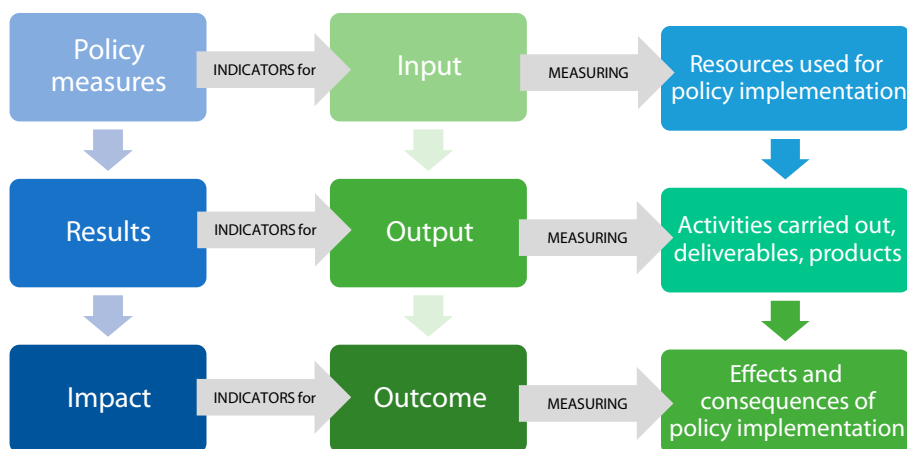 Policy
measures
INDICATORS for
Input
MEASURING
Resources used for
policy implementation
Results
INDICATORS for
Output
MEASURING
Activities carried out,
deliverables, products
Impact
INDICATORS for
Outcome
MEASURING
Effects and
consequences of
policy implementation